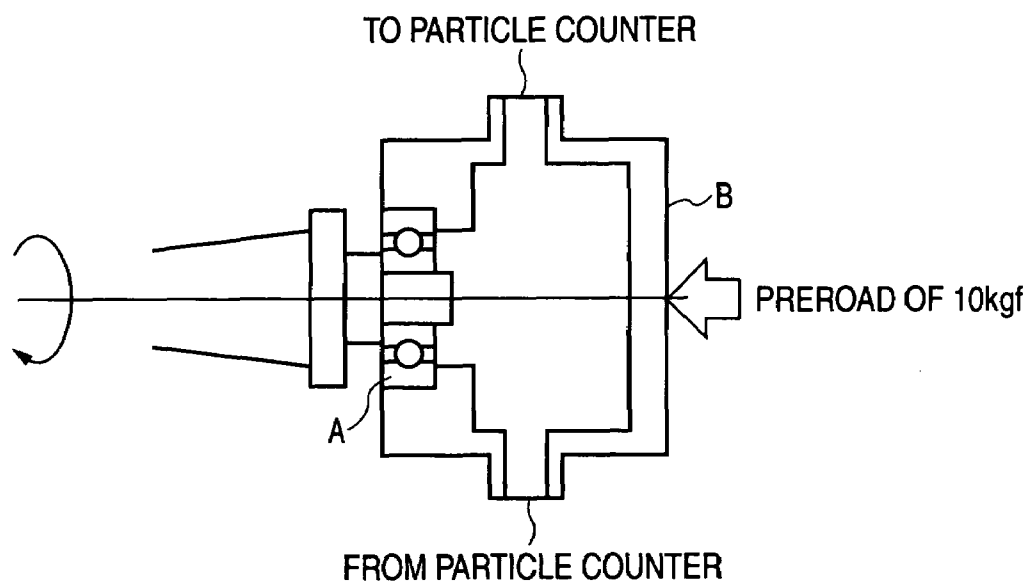 TO PARTICLE COUNTER
B
PREROAD OF 10kgf
A
FROM PARTICLE COUNTER